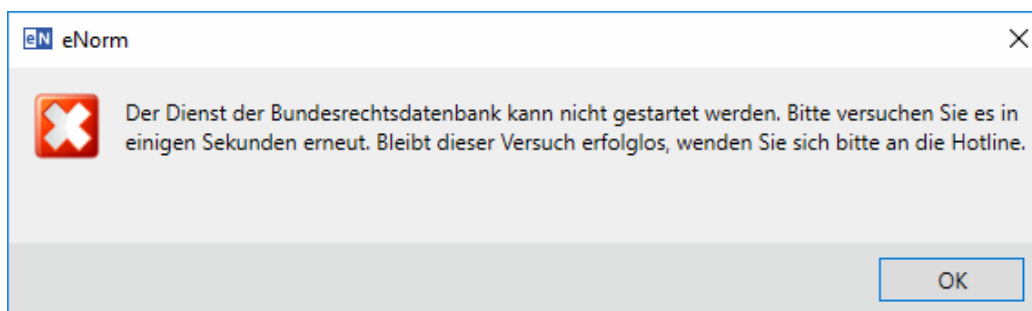 eN eNorm
Der Dienst der Bundesrechtsdatenbank kann nicht gestartet werden. Bitte versuchen Sie es in
einigen Sekunden erneut. Bleibt dieser Versuch erfolglos, wenden Sie sich bitte an die Hotline.
OK